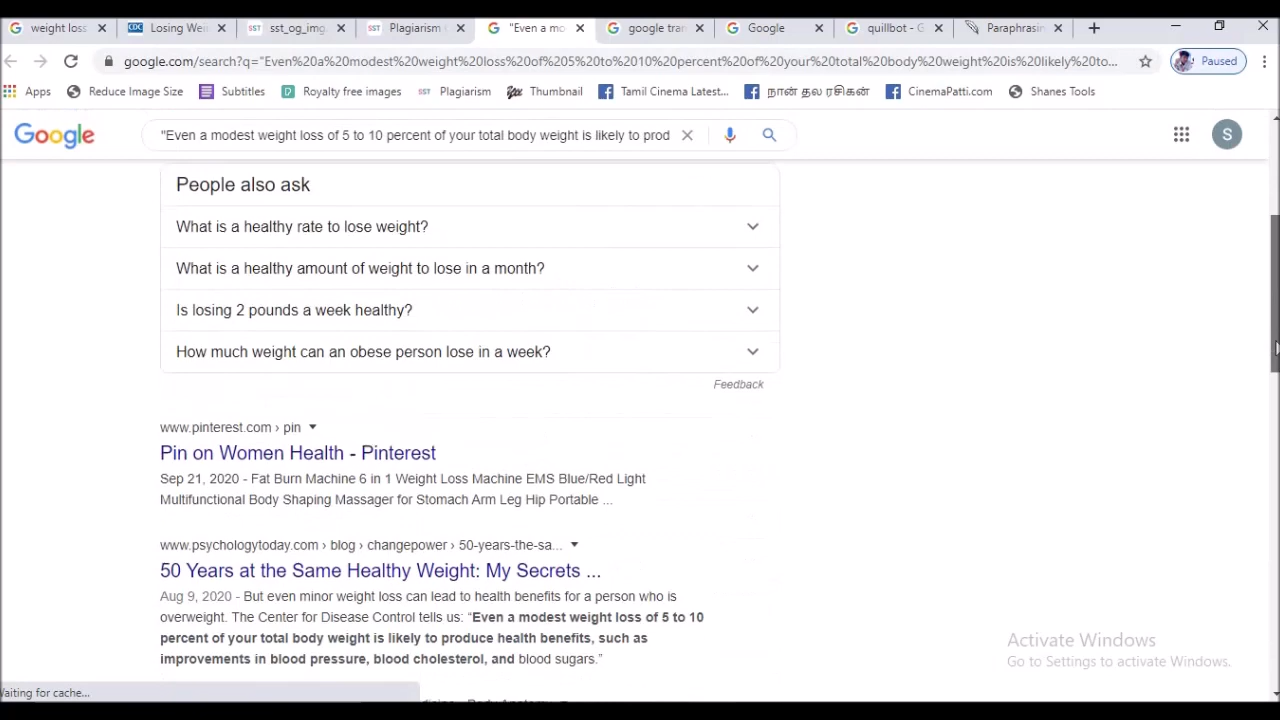 weight loss
Losing Wei
sst_og_img.
Plagiarism
"Even a mo
google tran
Google
quillbot - G
Paraphrasin
google.com/search?q="Even%20a%20modest%20weight%20loss%20of%205%20to%2010%20percent%20of%20your%20total%20body%20weight%20is%20likely%20to...
Paused
Apps
Reduce Image Size
Subtitles
Royalty free images
Plagiarism
Thumbnail
Tamil Cinema Latest...
நான் தல ரசிகன்
CinemaPatti.com
Shanes Tools
Google
"Even a modest weight loss of 5 to 10 percent of your total body weight is likely to prod
S
People also ask
What is a healthy rate to lose weight?
What is a healthy amount of weight to lose in a month?
Is losing 2 pounds a week healthy?
How much weight can an obese person lose in a week?
Feedback
www.pinterest.com › pin
Pin on Women Health - Pinterest
Sep 21, 2020 - Fat Burn Machine 6 in 1 Weight Loss Machine EMS Blue/Red Light
Multifunctional Body Shaping Massager for Stomach Arm Leg Hip Portable ...
www.psychologytoday.com › blog › changepower › 50-years-the-sa...
50 Years at the Same Healthy Weight: My Secrets ...
Aug 9, 2020 - But even minor weight loss can lead to health benefits for a person who is
overweight. The Center for Disease Control tells us: “Even a modest weight loss of 5 to 10
percent of your total body weight is likely to produce health benefits, such as
improvements in blood pressure, blood cholesterol, and blood sugars.”
Activate Windows
Go to Settings to activate Windows.
Waiting for cache...